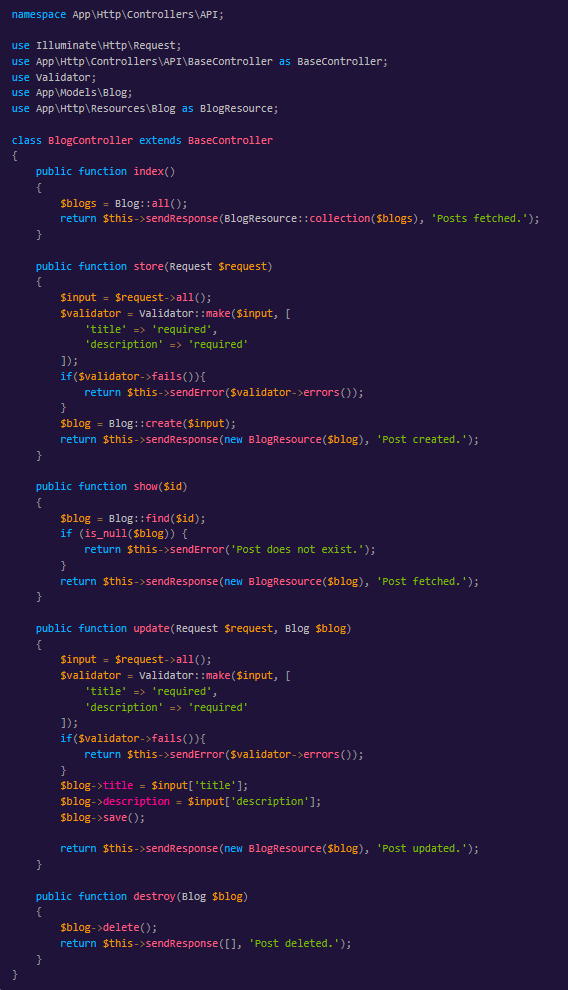 namespace App\Http\Controllers\API;

use Illuminate\Http\Request;
use App\Http\Controllers\API\BaseController as BaseController;
use Validator;
use App\Models\Blog;
use App\Http\Resources\Blog as BlogResource;

class BlogController extends BaseController
{
    public function index()
    {
        $blogs = Blog::all();
        return $this->sendResponse(BlogResource::collection($blogs), 'Posts fetched.');
    }

    public function store(Request $request)
    {
        $input = $request->all();
        $validator = Validator::make($input, [
            'title' => 'required',
            'description' => 'required'
        ]);
        if($validator->fails()){
            return $this->sendError($validator->errors());
        }
        $blog = Blog::create($input);
        return $this->sendResponse(new BlogResource($blog), 'Post created.');
    }

    public function show($id)
    {
        $blog = Blog::find($id);
        if (is_null($blog)) {
            return $this->sendError('Post does not exist.');
        }
        return $this->sendResponse(new BlogResource($blog), 'Post fetched.');
    }

    public function update(Request $request, Blog $blog)
    {
        $input = $request->all();
        $validator = Validator::make($input, [
            'title' => 'required',
            'description' => 'required'
        ]);
        if($validator->fails()){
            return $this->sendError($validator->errors());
        }
        $blog->title = $input['title'];
        $blog->description = $input['description'];
        $blog->save();

        return $this->sendResponse(new BlogResource($blog), 'Post updated.');
    }

    public function destroy(Blog $blog)
    {
        $blog->delete();
        return $this->sendResponse([], 'Post deleted.');
    }
}